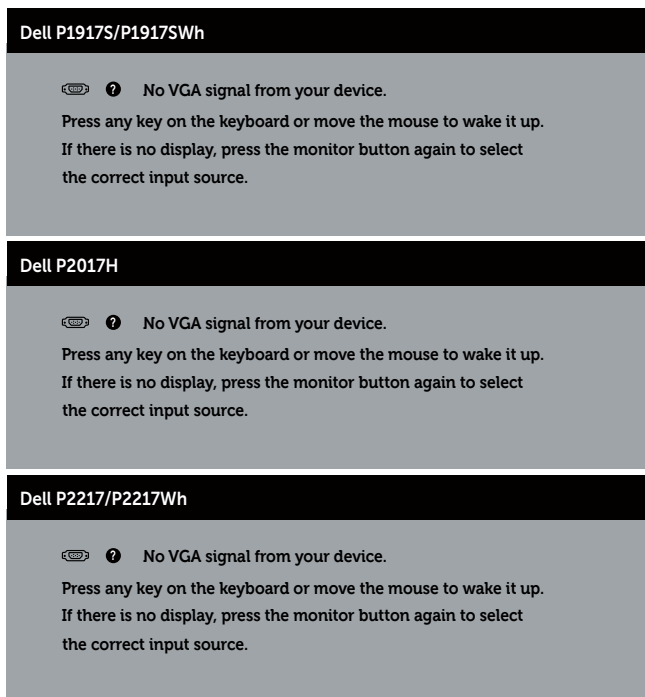 Dell P1917S/P1917SWh
? No VGA signal from your device.
Press any key on the keyboard or move the mouse to wake it up.
If there is no display, press the monitor button again to select
the correct input source.
Dell P2017H
? No VGA signal from your device.
Press any key on the keyboard or move the mouse to wake it up.
If there is no display, press the monitor button again to select
the correct input source.
Dell P2217/P2217Wh
? No VGA signal from your device.
Press any key on the keyboard or move the mouse to wake it up.
If there is no display, press the monitor button again to select
the correct input source.